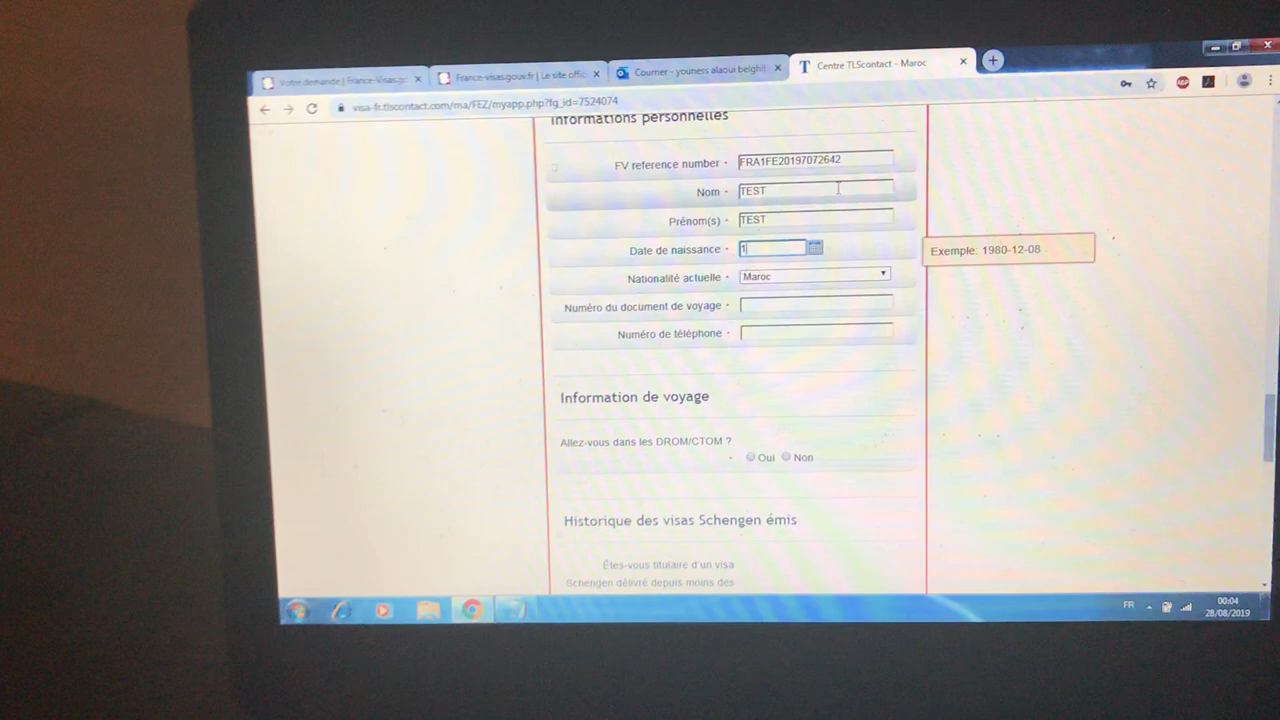 Votre demande | France-Visas.gc
France-visas.gouv.fr | Le site offic
Courrier - youness alaoui belghit
Centre TLScontact - Maroc
visa-fr.tlscontact.com/ma/FEZ/myapp.php?fg_id=7524074
Informations personnelles
FV reference number - FRA1FE20197072642
Nom - TEST
Prénom(s) - TEST
Date de naissance - 1
Exemple: 1980-12-08
Nationalité actuelle - Maroc
Numéro du document de voyage -
Numéro de téléphone -
Information de voyage
Allez-vous dans les DROM/CTOM ?
- Oui Non
Historique des visas Schengen émis
Êtes-vous titulaire d'un visa
Schengen délivré depuis moins des
FR 00:04
28/08/2019